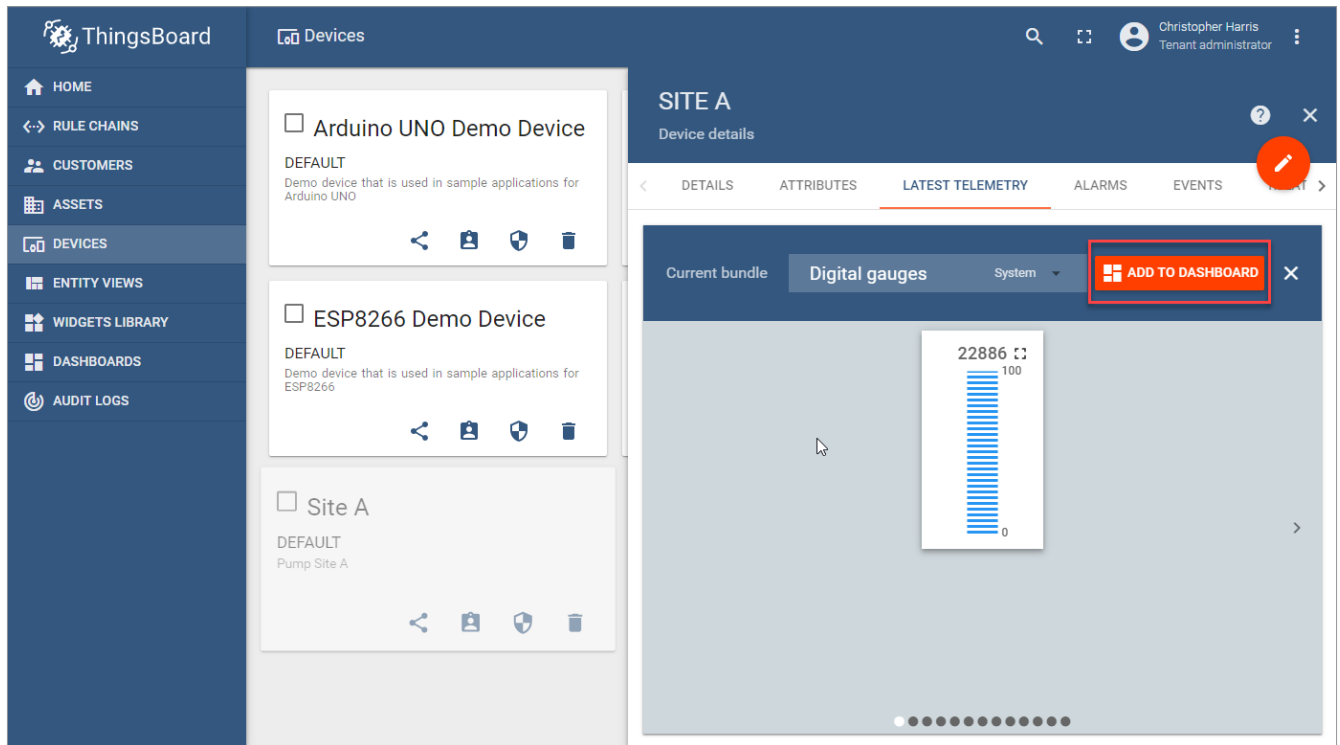 ThingsBoard
Devices
Christopher Harris
Tenant administrator
HOME
RULE CHAINS
CUSTOMERS
ASSETS
DEVICES
ENTITY VIEWS
WIDGETS LIBRARY
DASHBOARDS
AUDIT LOGS
Arduino UNO Demo Device
DEFAULT
Demo device that is used in sample applications for
Arduino UNO
ESP8266 Demo Device
DEFAULT
Demo device that is used in sample applications for
ESP8266
Site A
DEFAULT
Pump Site A
SITE A
Device details
DETAILS ATTRIBUTES LATEST TELEMETRY ALARMS EVENTS
Current bundle Digital gauges System ADD TO DASHBOARD
22886
100
0